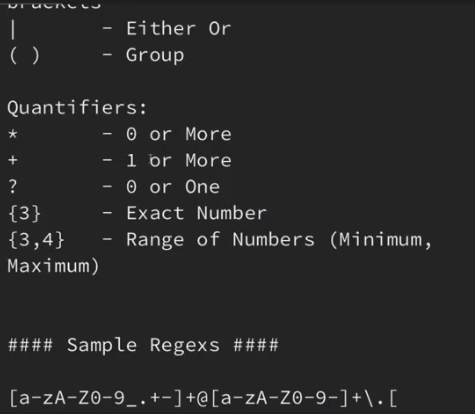 brackets
|       - Either Or
( )     - Group

Quantifiers:
*       - 0 or More
+       - 1 or More
?       - 0 or One
{3}     - Exact Number
{3,4}   - Range of Numbers (Minimum,
Maximum)

#### Sample Regexs ####

[a-zA-Z0-9_.+-]+@[a-zA-Z0-9-]+\.[